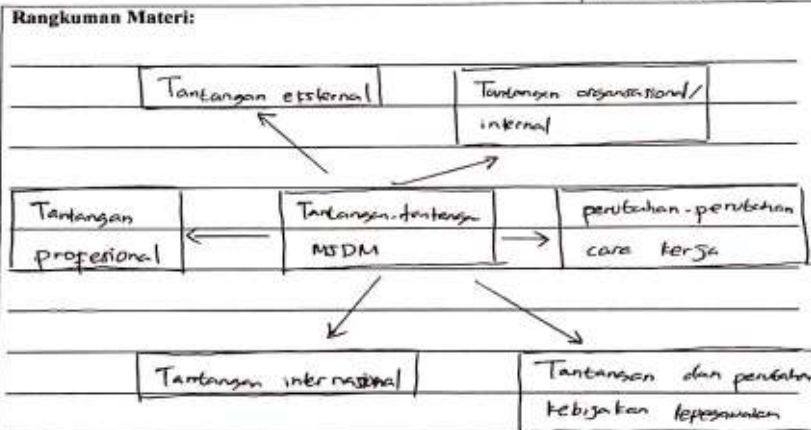 Rangkuman Materi:
Tantangan eksternal
Tantangan organisasional/
internal
Tantangan
profesional
Tantangan-tantangan
MSDM
perubahan-perubahan
cara kerja
Tantangan internasional
Tantangan dan perubahan
kebijakan kepegawaian